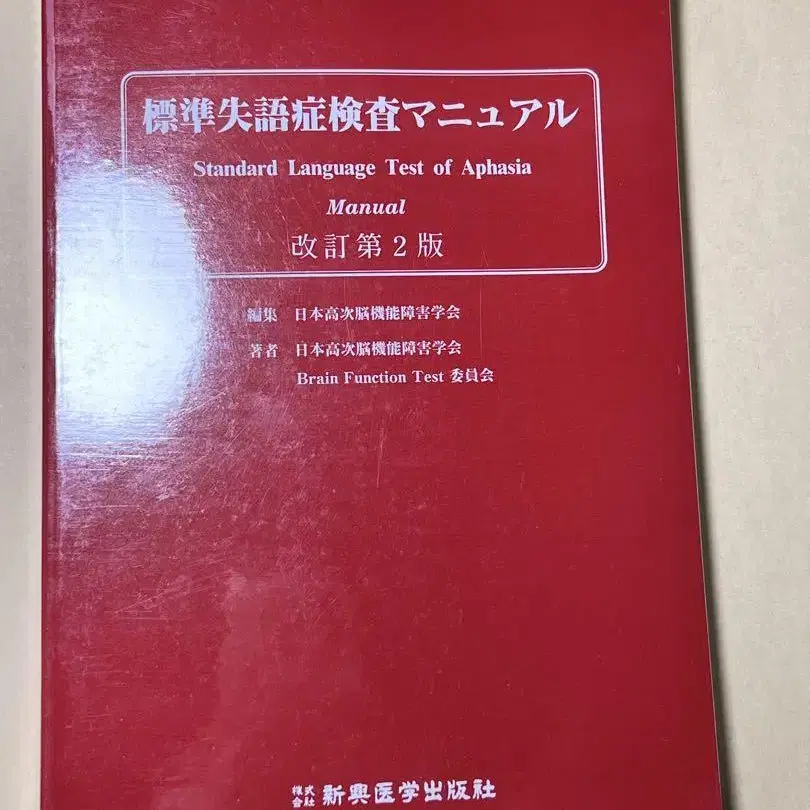 標準失語症検査マニュアル
Standard Language Test of Aphasia
Manual
改訂第2版
編集 日本高次脳機能障害学会
著者 日本高次脳機能障害学会
Brain Function Test 委員会
株式会社 新興医学出版社